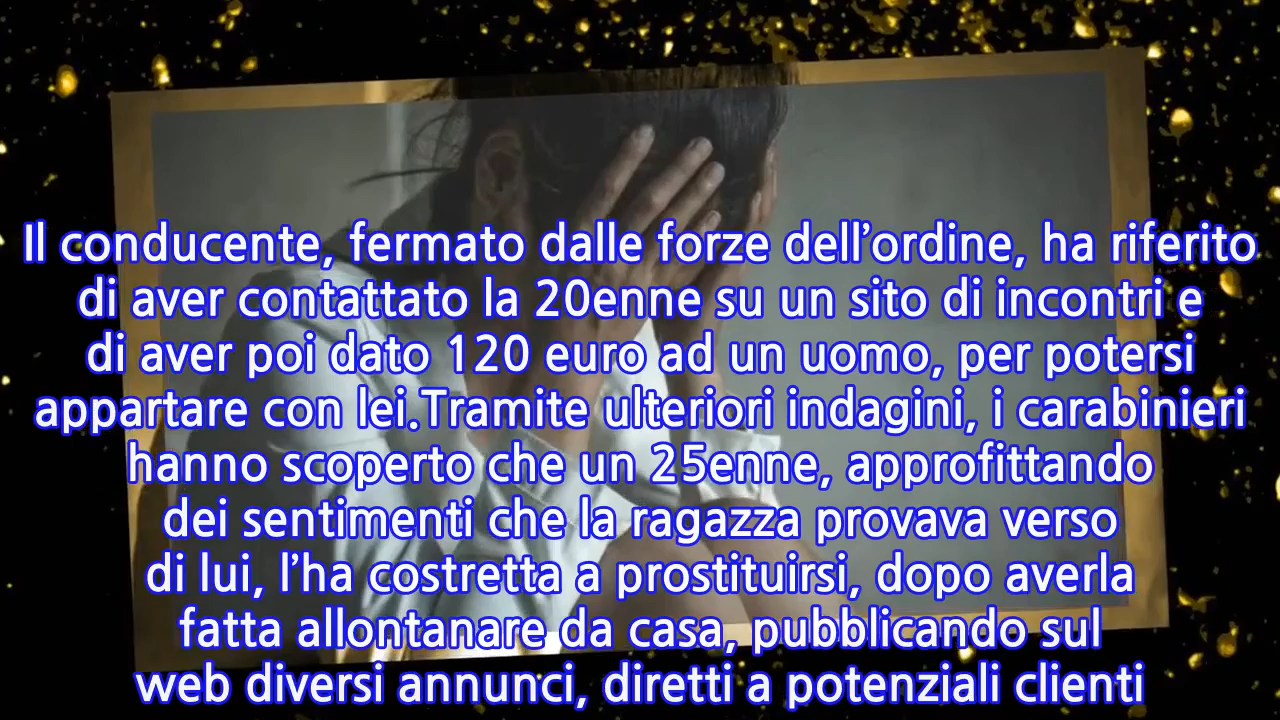 Il conducente, fermato dalle forze dell’ordine, ha riferito
di aver contattato la 20enne su un sito di incontri e
di aver poi dato 120 euro ad un uomo, per potersi
appartare con lei.Tramite ulteriori indagini, i carabinieri
hanno scoperto che un 25enne, approfittando
dei sentimenti che la ragazza provava verso
di lui, l’ha costretta a prostituirsi, dopo averla
fatta allontanare da casa, pubblicando sul
web diversi annunci, diretti a potenziali clienti